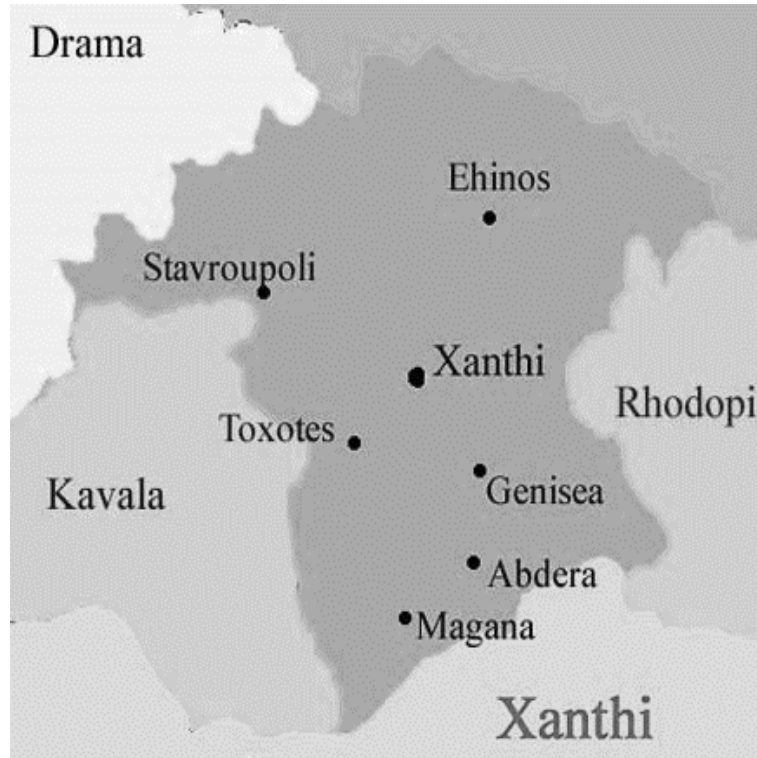 Drama
Ehinos
Stavroupoli
Xanthi
Rhodopi
Toxotes
Kavala
Genisea
Abdera
Magana
Xanthi